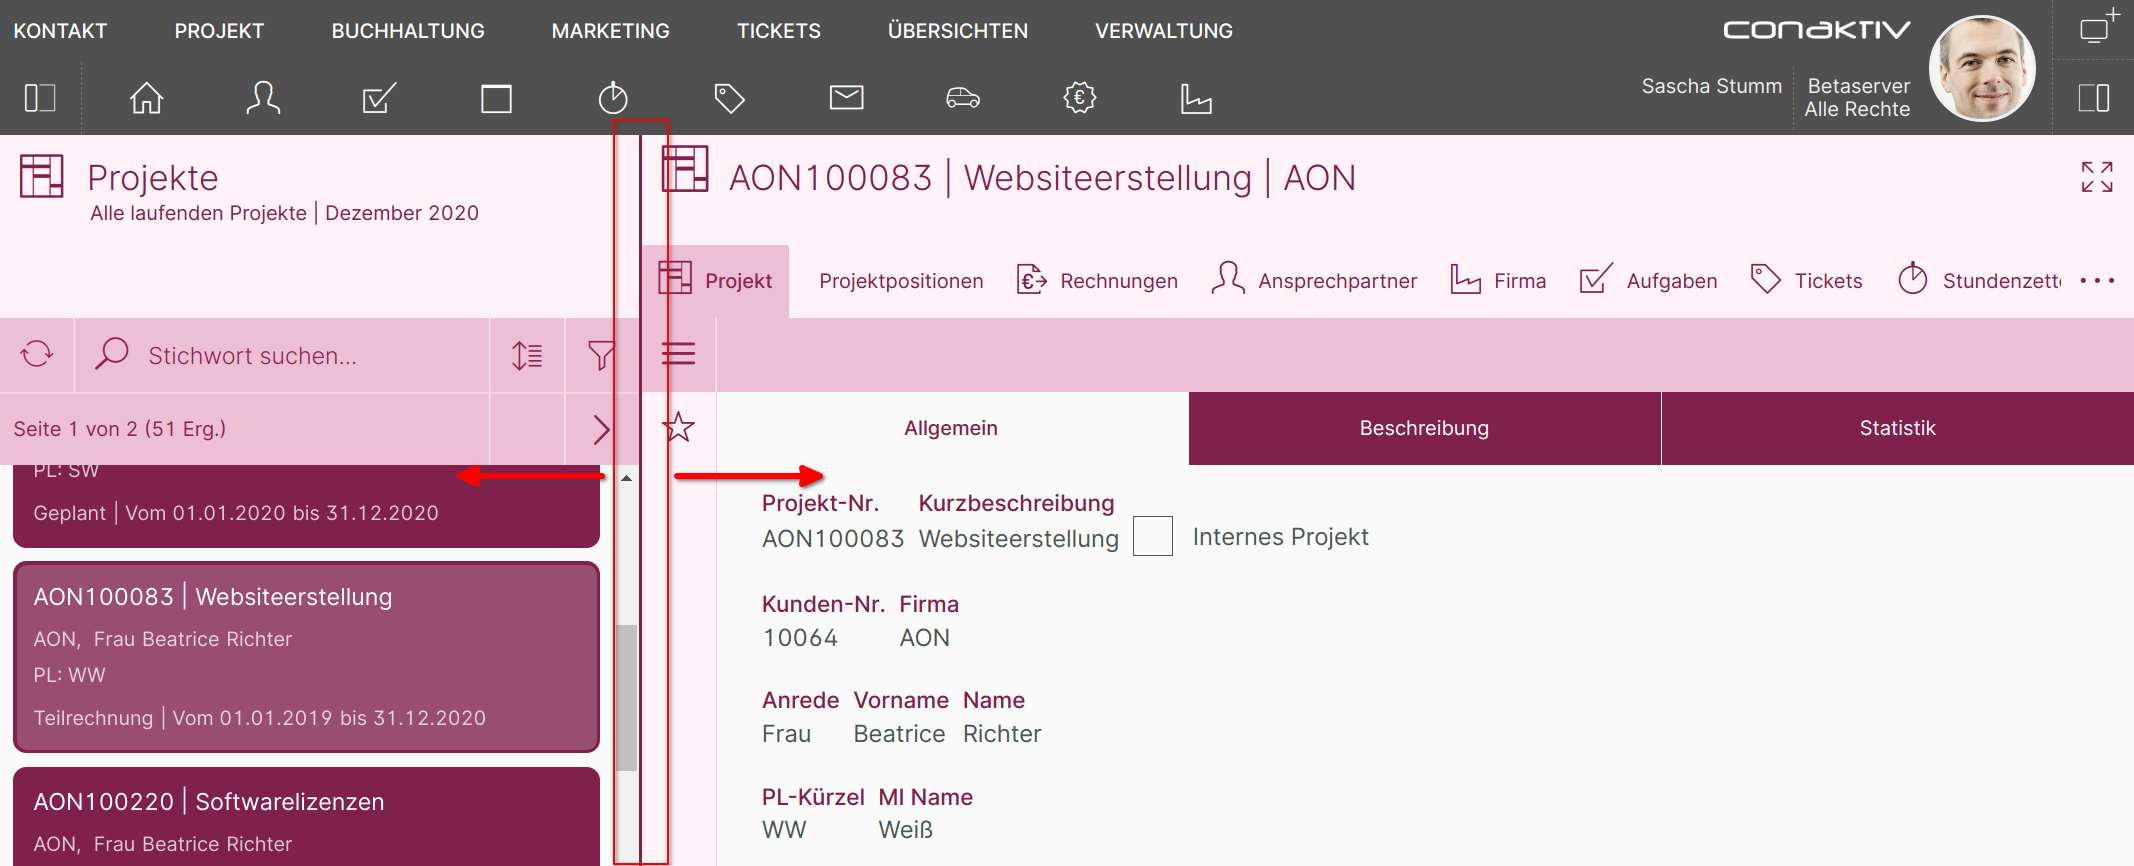 KONTAKT PROJEKT BUCHHALTUNG MARKETING TICKETS ÜBERSICHTEN VERWALTUNG
conaktiv
Sascha Stumm
Betaserver
Alle Rechte
Projekte
Alle laufenden Projekte | Dezember 2020
Stichwort suchen...
Seite 1 von 2 (51 Erg.)
PL: SW
Geplant | Vom 01.01.2020 bis 31.12.2020
AON100083 | Websiteerstellung
AON, Frau Beatrice Richter
PL: WW
Teilrechnung | Vom 01.01.2019 bis 31.12.2020
AON100220 | Softwarelizenzen
AON, Frau Beatrice Richter
AON100083 | Websiteerstellung | AON
Projekt Projektpositionen Rechnungen Ansprechpartner Firma Aufgaben Tickets Stundenzett
Allgemein Beschreibung Statistik
Projekt-Nr. Kurzbeschreibung
AON100083 Websiteerstellung Internes Projekt
Kunden-Nr. Firma
10064 AON
Anrede Vorname Name
Frau Beatrice Richter
PL-Kürzel MI Name
WW Weiß